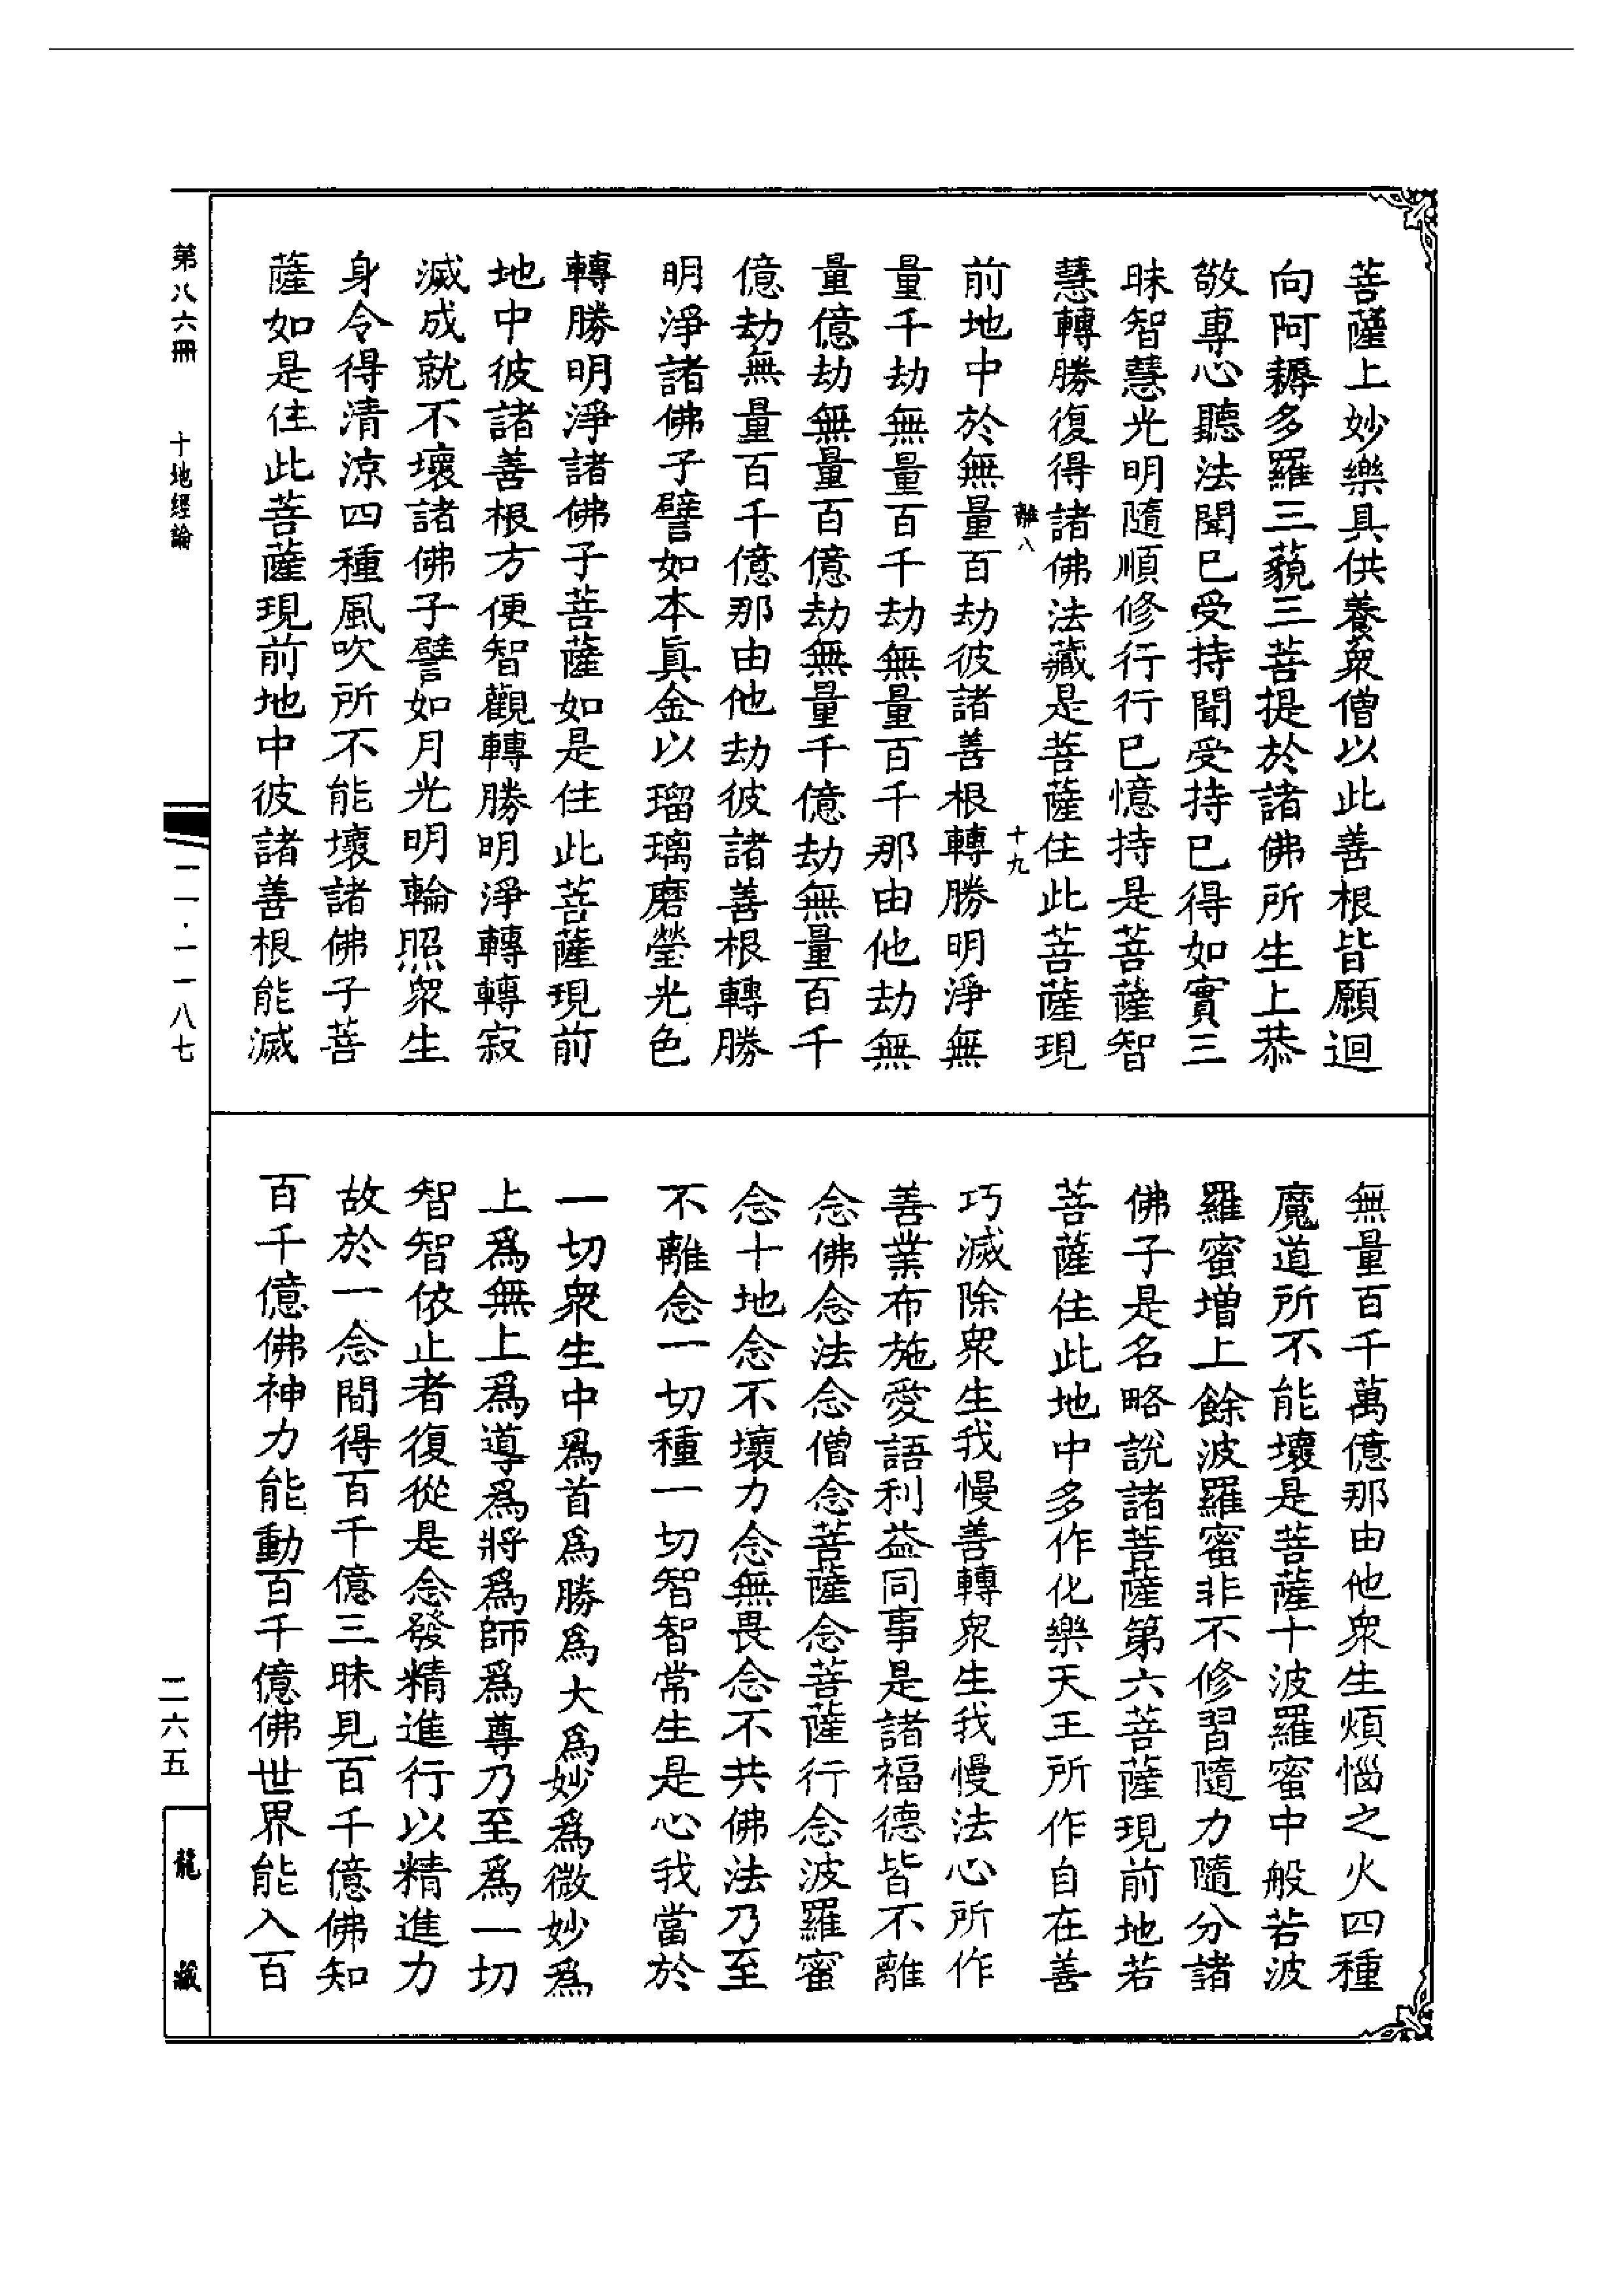 菩薩上妙樂具供養衆僧以此善根皆願迴
向阿耨多羅三藐三菩提於諸佛所生上恭
敬專心聽法聞已受持聞受持已得如實三
昧智慧光明隨順修行行已憶持是菩薩智
慧轉勝復得諸佛法藏是菩薩住此菩薩現
離八
十九
前地中於無量百劫彼諸善根轉勝明淨無
量千劫無量百千劫無量百千那由他劫無
量億劫無量百億劫無量千億劫無量百千
億劫無量百千億那由他劫彼諸善根轉勝
明淨諸佛子譬如本眞金以瑠璃磨瑩光色
轉勝明淨諸佛子菩薩如是住此菩薩現前
地中彼諸善根方便智觀轉勝明淨轉轉寂
滅成就不壞諸佛子譬如月光明輪照衆生
身令得清涼四種風吹所不能壞諸佛子菩
薩如是住此菩薩現前地中彼諸善根能滅
無量百千萬億那由他衆生煩惱之火四種
魔道所不能壞是菩薩十波羅蜜中般若波
羅蜜增上餘波羅蜜非不修習隨力隨分諸
佛子是名略說諸菩薩第六菩薩現前地若
菩薩住此地中多作化樂天王所作自在善
巧滅除衆生我慢善轉衆生我慢法心所作
善業布施愛語利益同事是諸福德皆不離
念佛念法念僧念菩薩念菩薩行念波羅蜜
念十地念不壞力念無畏念不共佛法乃至
不離念一切種一切智智常生是心我當於
一切衆生中爲首爲勝爲大爲妙爲微妙爲
上爲無上爲導爲將爲師爲尊乃至爲一切
智智依止者復從是念發精進行以精進力
故於一念間得百千億三昧見百千億佛知
百千億佛神力能動百千億佛世界能入百
第八六冊
十地經論
一一·一一八七
二六五
龍藏